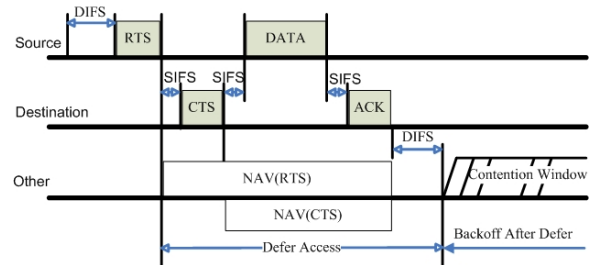 DIFS
Source
RTS
DATA
SIFS
SIFS
SIFS
Destination
CTS
ACK
DIFS
Other
NAV(RTS)
Contention Window
NAV(CTS)
Defer Access
Backoff After Defer